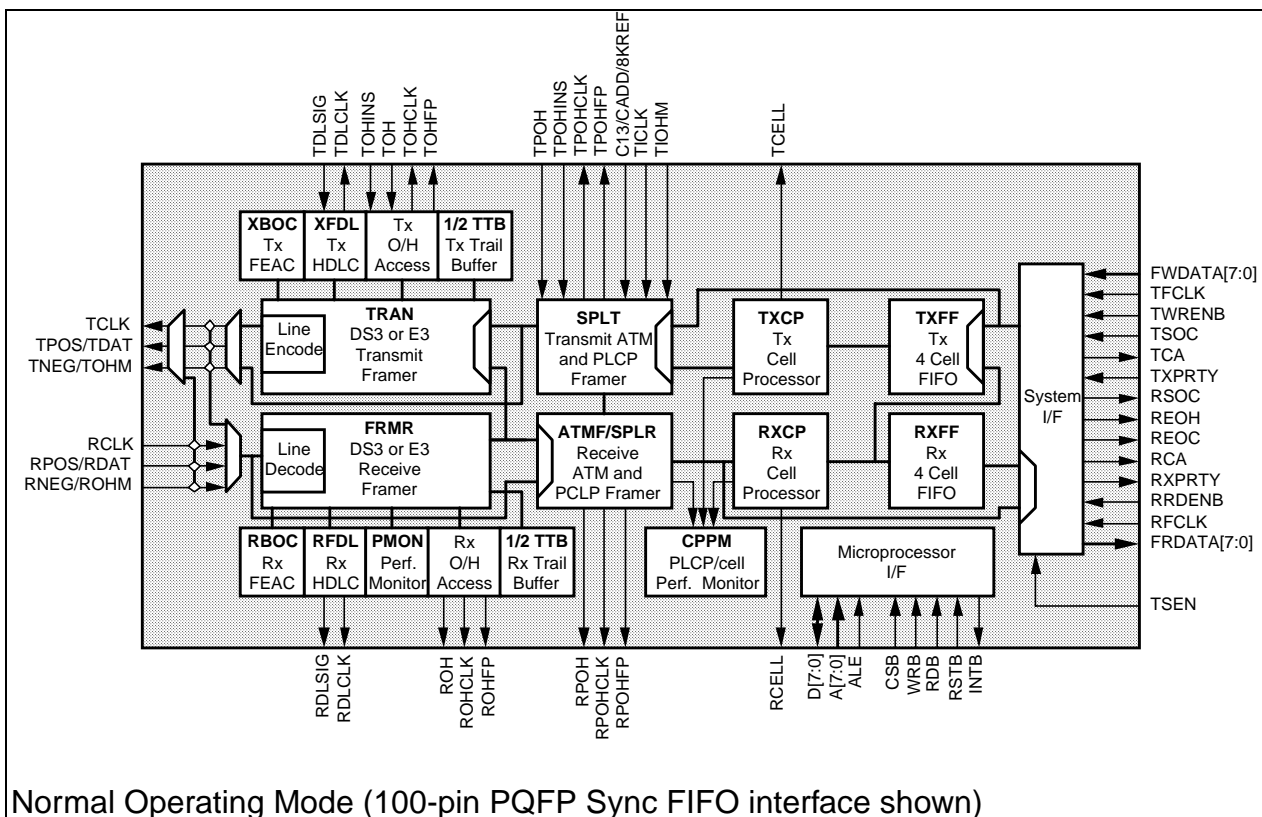 TDLSIG
TDLCLK
TOHINS
TOH
TOHCLK
TOHFP
TPOH
TPOHINS
TPOHCLK
TPOHFP
C13/CADD/8KREF
TICLK
TIOHM
TCELL
XBOC
Tx
FEAC
XFDL
Tx
HDLC
Tx
O/H
Access
1/2 TTB
Tx Trail
Buffer
TCLK
TPOS/TDAT
TNEG/TOHM
Line
Encode
TRAN
DS3 or E3
Transmit
Framer
SPLT
Transmit ATM
and PLCP
Framer
TXCP
Tx
Cell
Processor
TXFF
Tx
4 Cell
FIFO
System
I/F
FWDATA[7:0]
TFCLK
TWRENB
TSOC
TCA
TXPRTY
RSOC
REOH
REOC
RCA
RXPRTY
RRDENB
RFCLK
FRDATA[7:0]
TSEN
RCLK
RPOS/RDAT
RNEG/ROHM
Line
Decode
FRMR
DS3 or E3
Receive
Framer
ATMF/SPLR
Receive
ATM and
PCLP Framer
RXCP
Rx
Cell
Processor
RXFF
Rx
4 Cell
FIFO
RBOC
Rx
FEAC
RFDL
Rx
HDLC
PMON
Perf.
Monitor
Rx
O/H
Access
1/2 TTB
Rx Trail
Buffer
CPPM
PLCP/cell
Perf. Monitor
Microprocessor
I/F
RDLSIG
RDLCLK
ROH
ROHCLK
ROHFP
RPOH
RPOHCLK
RPOHFP
RCELL
D[7:0]
A[7:0]
ALE
CSB
WRB
RDB
RSTB
INTB
Normal Operating Mode (100-pin PQFP Sync FIFO interface shown)